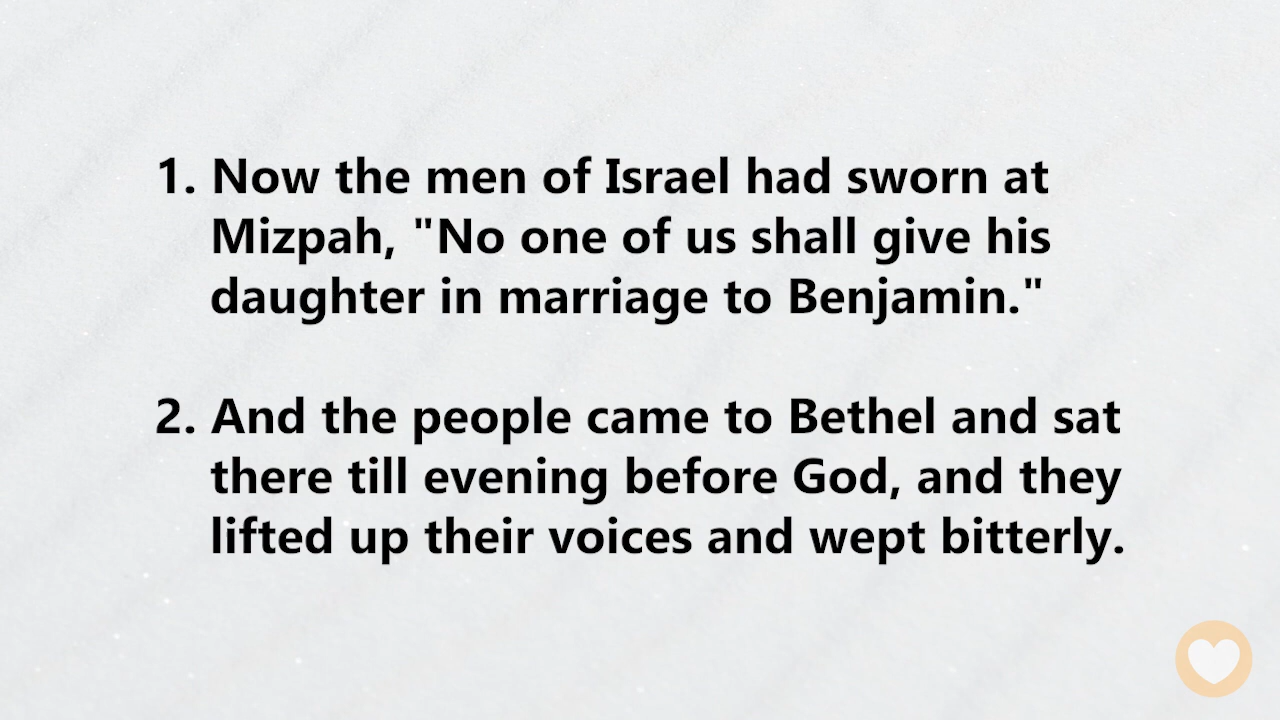 1. Now the men of Israel had sworn at
Mizpah, "No one of us shall give his
daughter in marriage to Benjamin."
2. And the people came to Bethel and sat
there till evening before God, and they
lifted up their voices and wept bitterly.